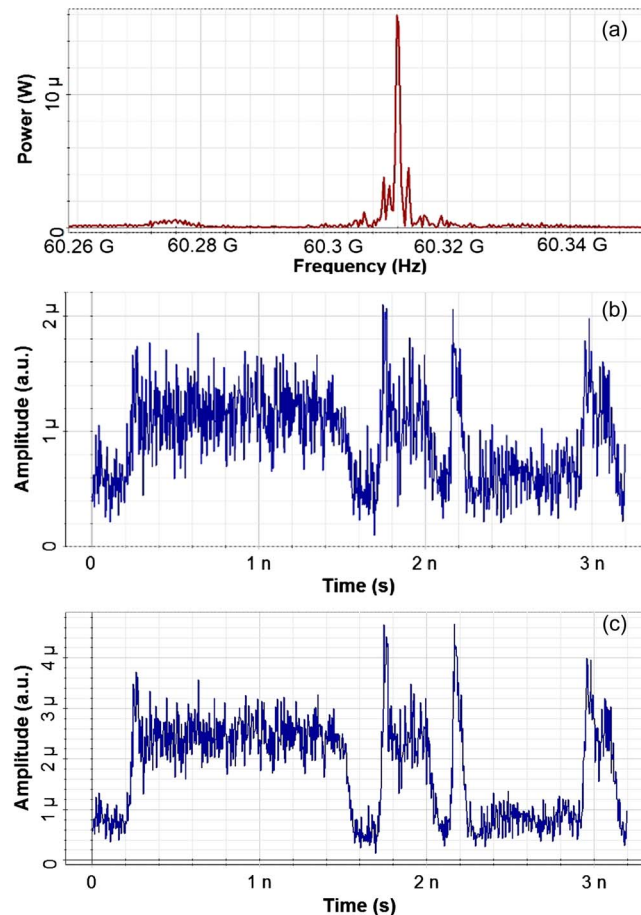 (a)
Power (W)
10 µ
0
60.26 G 60.28 G 60.3 G 60.32 G 60.34 G
Frequency (Hz)
(b)
Amplitude (a.u.)
2 µ
1 µ
0
0 1 n 2 n 3 n
Time (s)
(c)
Amplitude (a.u.)
4 µ
3 µ
2 µ
1 µ
0
0 1 n 2 n 3 n
Time (s)